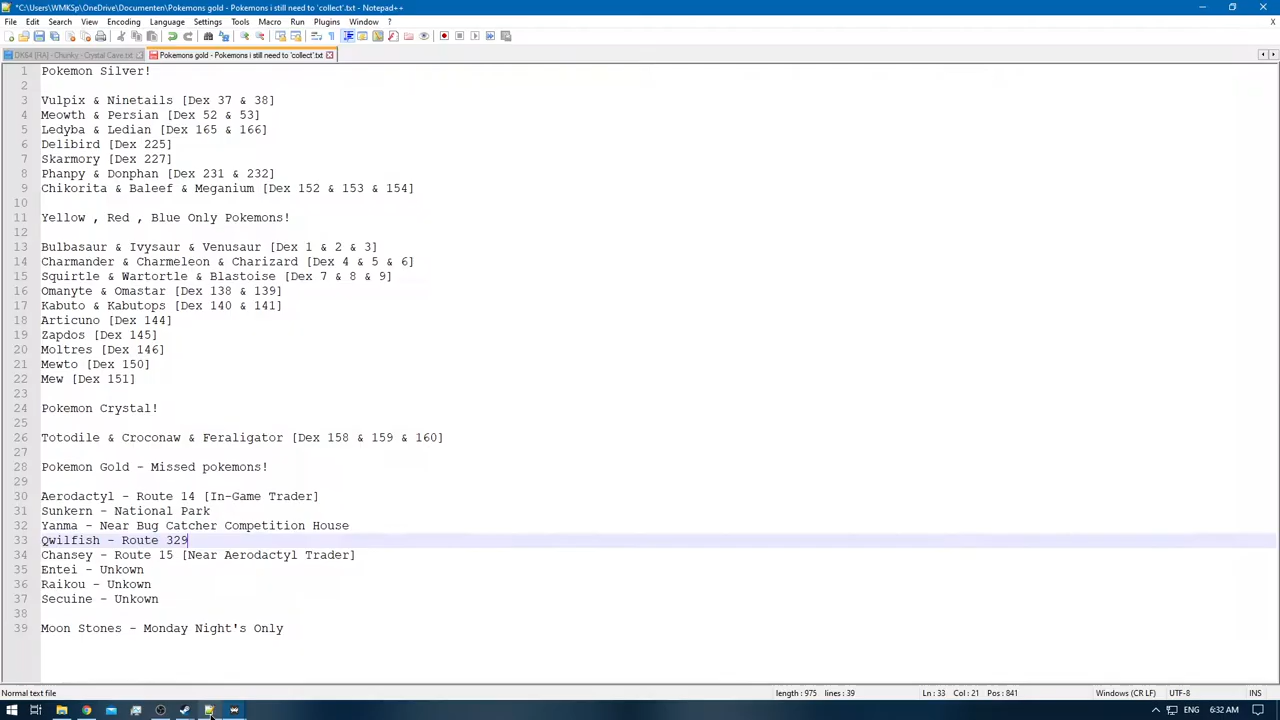 *C:\Users\WMKSp\OneDrive\Documenten\Pokemons gold - Pokemons i still need to 'collect'.txt - Notepad++
File Edit Search View Encoding Language Settings Tools Macro Run Plugins Window ?
DK64 [RA] - Chunky - Crystal Cave.txt Pokemons gold - Pokemons i still need to 'collect'.txt
1 Pokemon Silver!
2
3 Vulpix & Ninetails [Dex 37 & 38]
4 Meowth & Persian [Dex 52 & 53]
5 Ledyba & Ledian [Dex 165 & 166]
6 Delibird [Dex 225]
7 Skarmory [Dex 227]
8 Phanpy & Donphan [Dex 231 & 232]
9 Chikorita & Baleef & Meganium [Dex 152 & 153 & 154]
10
11 Yellow , Red , Blue Only Pokemons!
12
13 Bulbasaur & Ivysaur & Venusaur [Dex 1 & 2 & 3]
14 Charmander & Charmeleon & Charizard [Dex 4 & 5 & 6]
15 Squirtle & Wartortle & Blastoise [Dex 7 & 8 & 9]
16 Omanyte & Omastar [Dex 138 & 139]
17 Kabuto & Kabutops [Dex 140 & 141]
18 Articuno [Dex 144]
19 Zapdos [Dex 145]
20 Moltres [Dex 146]
21 Mewto [Dex 150]
22 Mew [Dex 151]
23
24 Pokemon Crystal!
25
26 Totodile & Croconaw & Feraligator [Dex 158 & 159 & 160]
27
28 Pokemon Gold - Missed pokemons!
29
30 Aerodactyl - Route 14 [In-Game Trader]
31 Sunkern - National Park
32 Yanma - Near Bug Catcher Competition House
33 Qwilfish - Route 329
34 Chansey - Route 15 [Near Aerodactyl Trader]
35 Entei - Unkown
36 Raikou - Unkown
37 Secuine - Unkown
38
39 Moon Stones - Monday Night's Only
Normal text file length : 975 lines : 39 Ln : 33 Col : 21 Pos : 841 Windows (CR LF) UTF-8 INS
ENG 6:32 AM